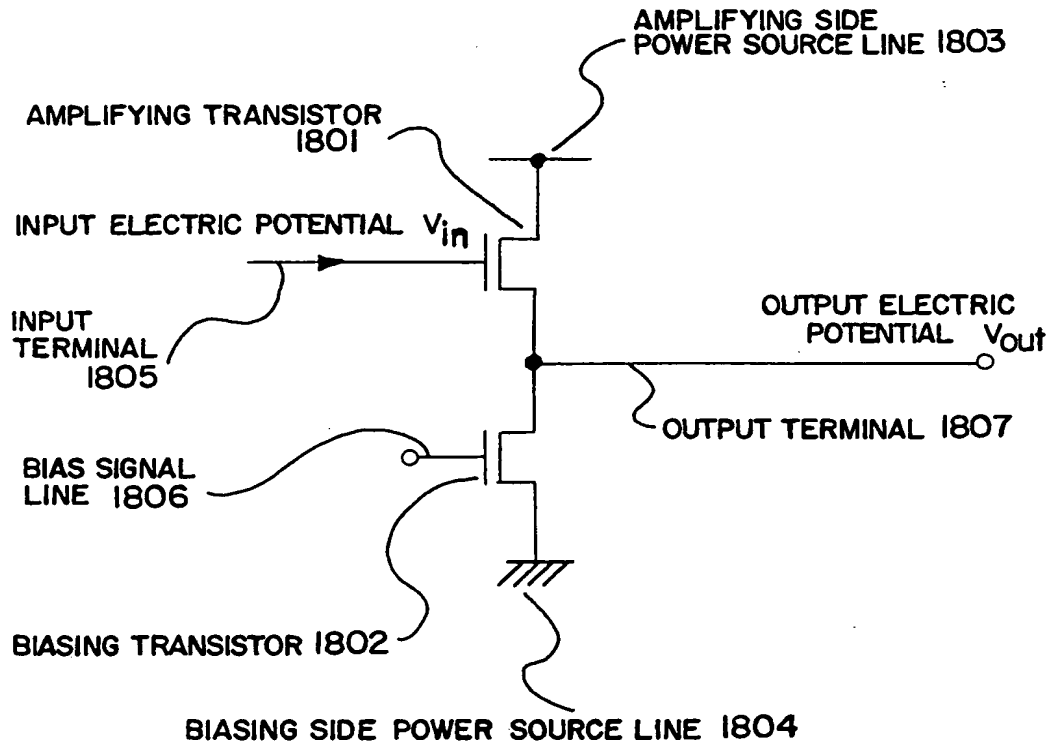 AMPLIFYING SIDE
POWER SOURCE LINE 1803
AMPLIFYING TRANSISTOR
1801
INPUT ELECTRIC POTENTIAL Vin
INPUT
TERMINAL
1805
OUTPUT ELECTRIC
POTENTIAL Vout
OUTPUT TERMINAL 1807
BIAS SIGNAL
LINE 1806
BIASING TRANSISTOR 1802
BIASING SIDE POWER SOURCE LINE 1804